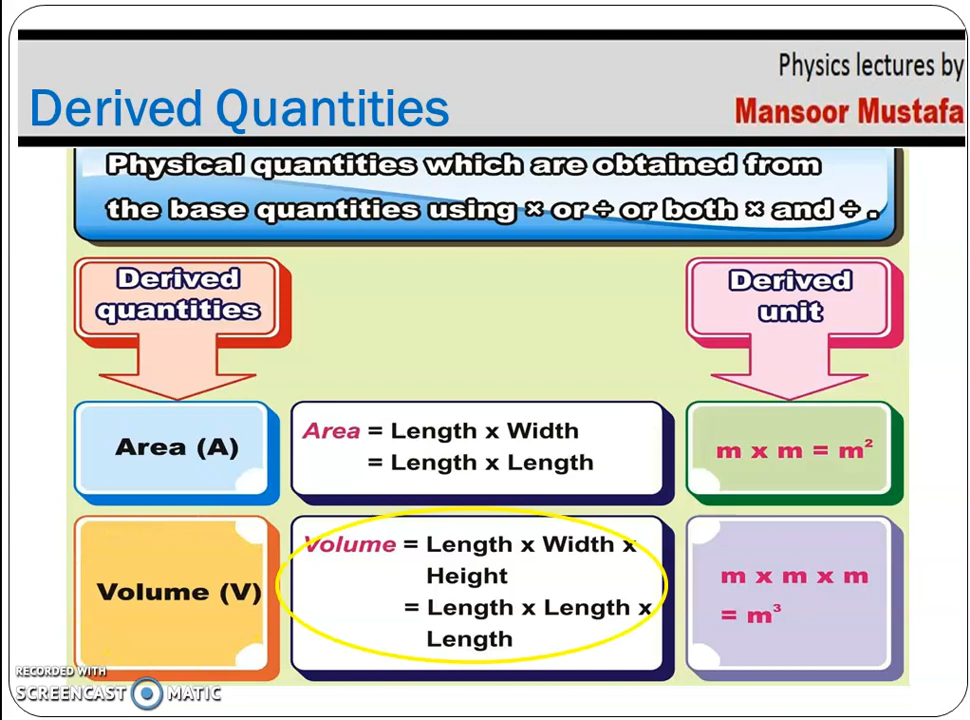 Physics lectures by
Mansoor Mustafa
Derived Quantities
Physical quantities which are obtained from
the base quantities using × or ÷ or both × and ÷ .
Derived
quantities
Derived
unit
Area (A)
Area = Length x Width
= Length x Length
m x m = m²
Volume (V)
Volume = Length x Width x
Height
= Length x Length x
Length
m x m x m
= m³
RECORDED WITH
SCREENCAST MATIC